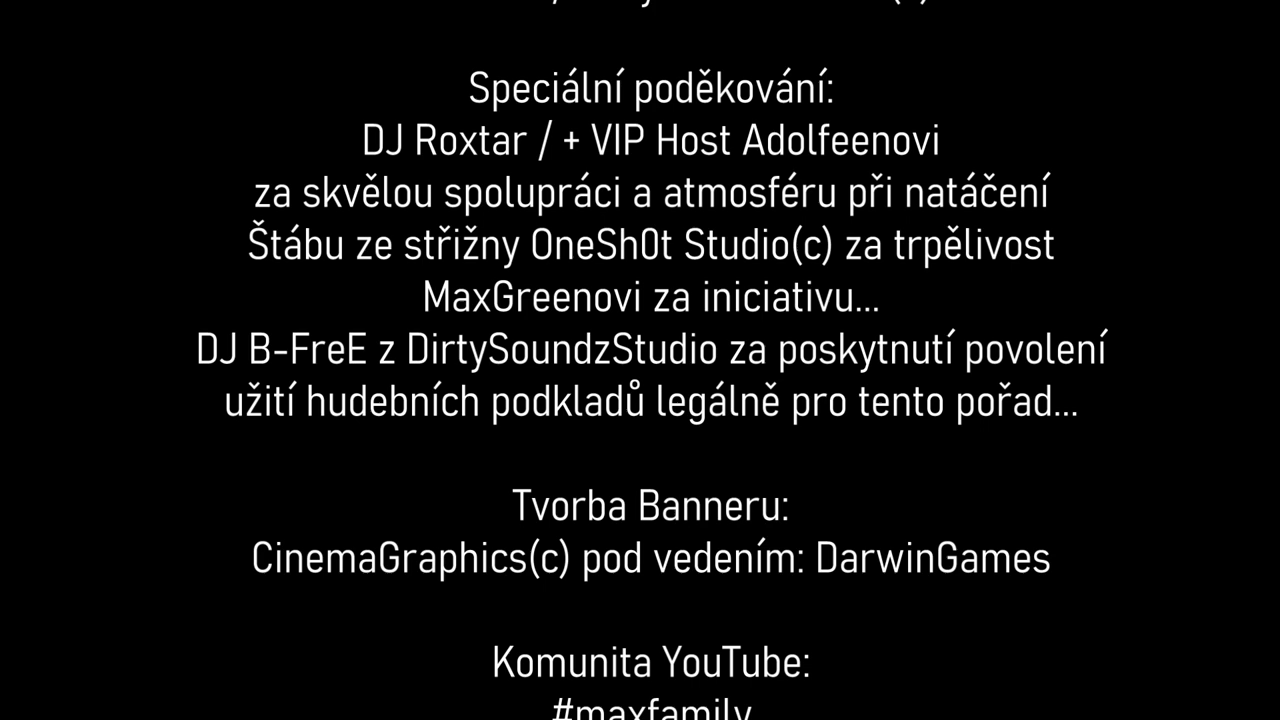 Speciální poděkování:
DJ Roxtar / + VIP Host Adolfeenovi
za skvělou spolupráci a atmosféru při natáčení
Štábu ze střižny OneSh0t Studio(c) za trpělivost
MaxGreenovi za iniciativu...
DJ B-FreE z DirtySoundzStudio za poskytnutí povolení
užití hudebních podkladů legálně pro tento pořad...
Tvorba Banneru:
CinemaGraphics(c) pod vedením: DarwinGames
Komunita YouTube:
#maxfamily